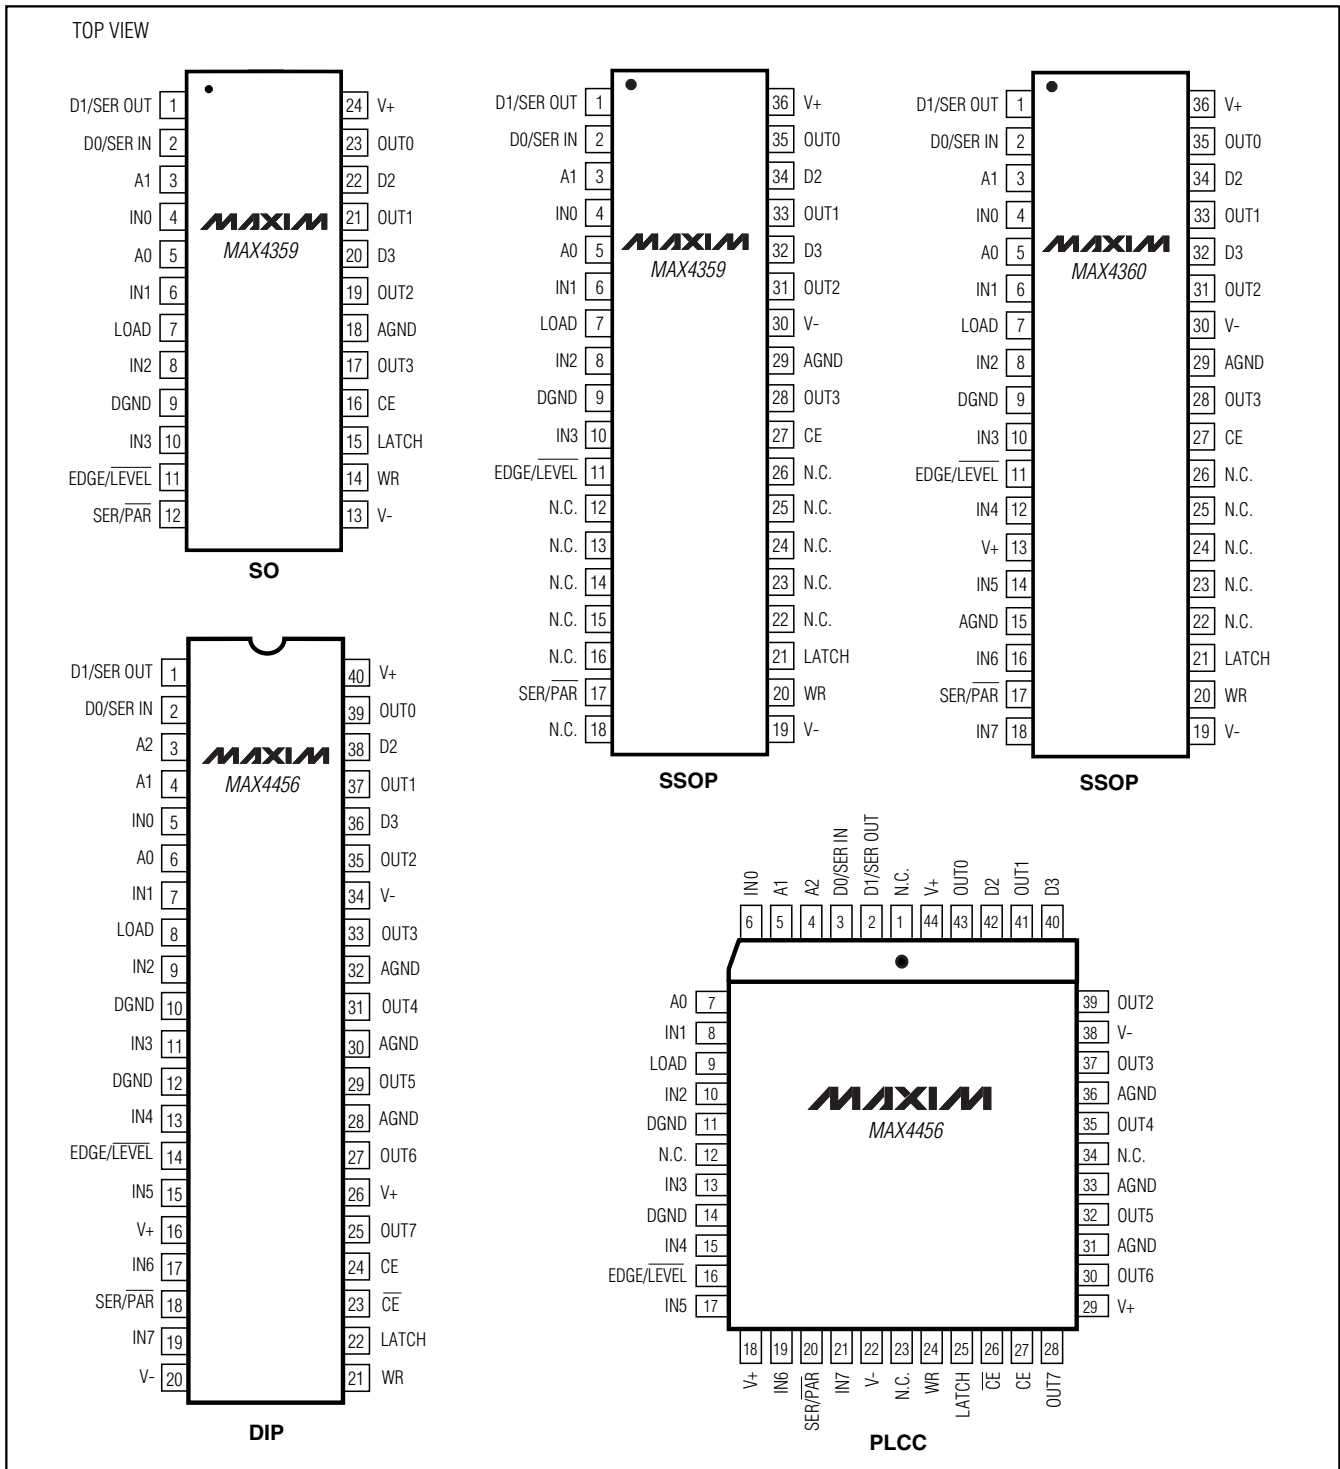 TOP VIEW
D1/SER OUT 1
D0/SER IN 2
A1 3
IN0 4
A0 5
IN1 6
LOAD 7
IN2 8
DGND 9
IN3 10
EDGE/LEVEL 11
SER/PAR 12
MAXIM
MAX4359
24 V+
23 OUT0
22 D2
21 OUT1
20 D3
19 OUT2
18 AGND
17 OUT3
16 CE
15 LATCH
14 WR
13 V-
SO
D1/SER OUT 1
D0/SER IN 2
A1 3
IN0 4
A0 5
IN1 6
LOAD 7
IN2 8
DGND 9
IN3 10
EDGE/LEVEL 11
N.C. 12
N.C. 13
N.C. 14
N.C. 15
N.C. 16
SER/PAR 17
N.C. 18
MAXIM
MAX4359
36 V+
35 OUT0
34 D2
33 OUT1
32 D3
31 OUT2
30 V-
29 AGND
28 OUT3
27 CE
26 N.C.
25 N.C.
24 N.C.
23 N.C.
22 N.C.
21 LATCH
20 WR
19 V-
SSOP
D1/SER OUT 1
D0/SER IN 2
A1 3
IN0 4
A0 5
IN1 6
LOAD 7
IN2 8
DGND 9
IN3 10
EDGE/LEVEL 11
IN4 12
V+ 13
IN5 14
AGND 15
IN6 16
SER/PAR 17
IN7 18
MAXIM
MAX4360
36 V+
35 OUT0
34 D2
33 OUT1
32 D3
31 OUT2
30 V-
29 AGND
28 OUT3
27 CE
26 N.C.
25 N.C.
24 N.C.
23 N.C.
22 N.C.
21 LATCH
20 WR
19 V-
SSOP
D1/SER OUT 1
D0/SER IN 2
A2 3
A1 4
IN0 5
A0 6
IN1 7
LOAD 8
IN2 9
DGND 10
IN3 11
DGND 12
IN4 13
EDGE/LEVEL 14
IN5 15
V+ 16
IN6 17
SER/PAR 18
IN7 19
V- 20
MAXIM
MAX4456
40 V+
39 OUT0
38 D2
37 OUT1
36 D3
35 OUT2
34 V-
33 OUT3
32 AGND
31 OUT4
30 AGND
29 OUT5
28 AGND
27 OUT6
26 V+
25 OUT7
24 CE
23 CE
22 LATCH
21 WR
DIP
IN0 6
A1 5
A2 4
D0/SER IN 3
D1/SER OUT 2
N.C. 1
V+ 44
OUT0 43
D2 42
OUT1 41
D3 40
A0 7
IN1 8
LOAD 9
IN2 10
DGND 11
N.C. 12
IN3 13
DGND 14
IN4 15
EDGE/LEVEL 16
IN5 17
MAXIM
MAX4456
39 OUT2
38 V-
37 OUT3
36 AGND
35 OUT4
34 N.C.
33 AGND
32 OUT5
31 AGND
30 OUT6
29 V+
18 V+
19 IN6
20 SER/PAR
21 IN7
22 V-
23 N.C.
24 WR
25 LATCH
26 CE
27 CE
28 OUT7
PLCC